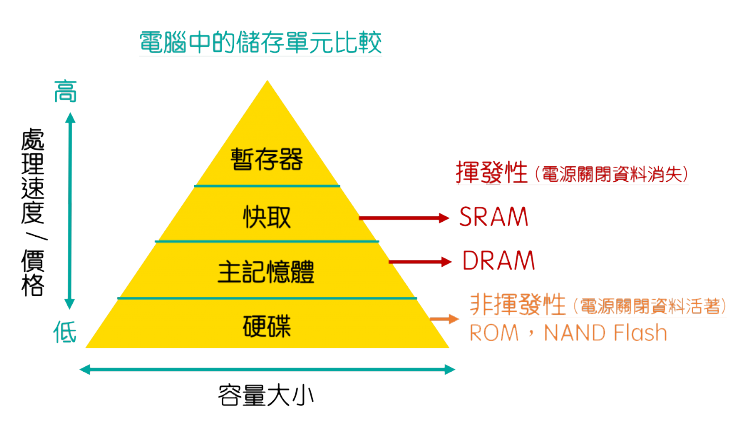 電腦中的儲存單元比較
高
處理速度/價格
低
暫存器
快取
主記憶體
硬碟
揮發性(電源關閉資料消失)
SRAM
DRAM
非揮發性(電源關閉資料活著)
ROM，NAND Flash
容量大小